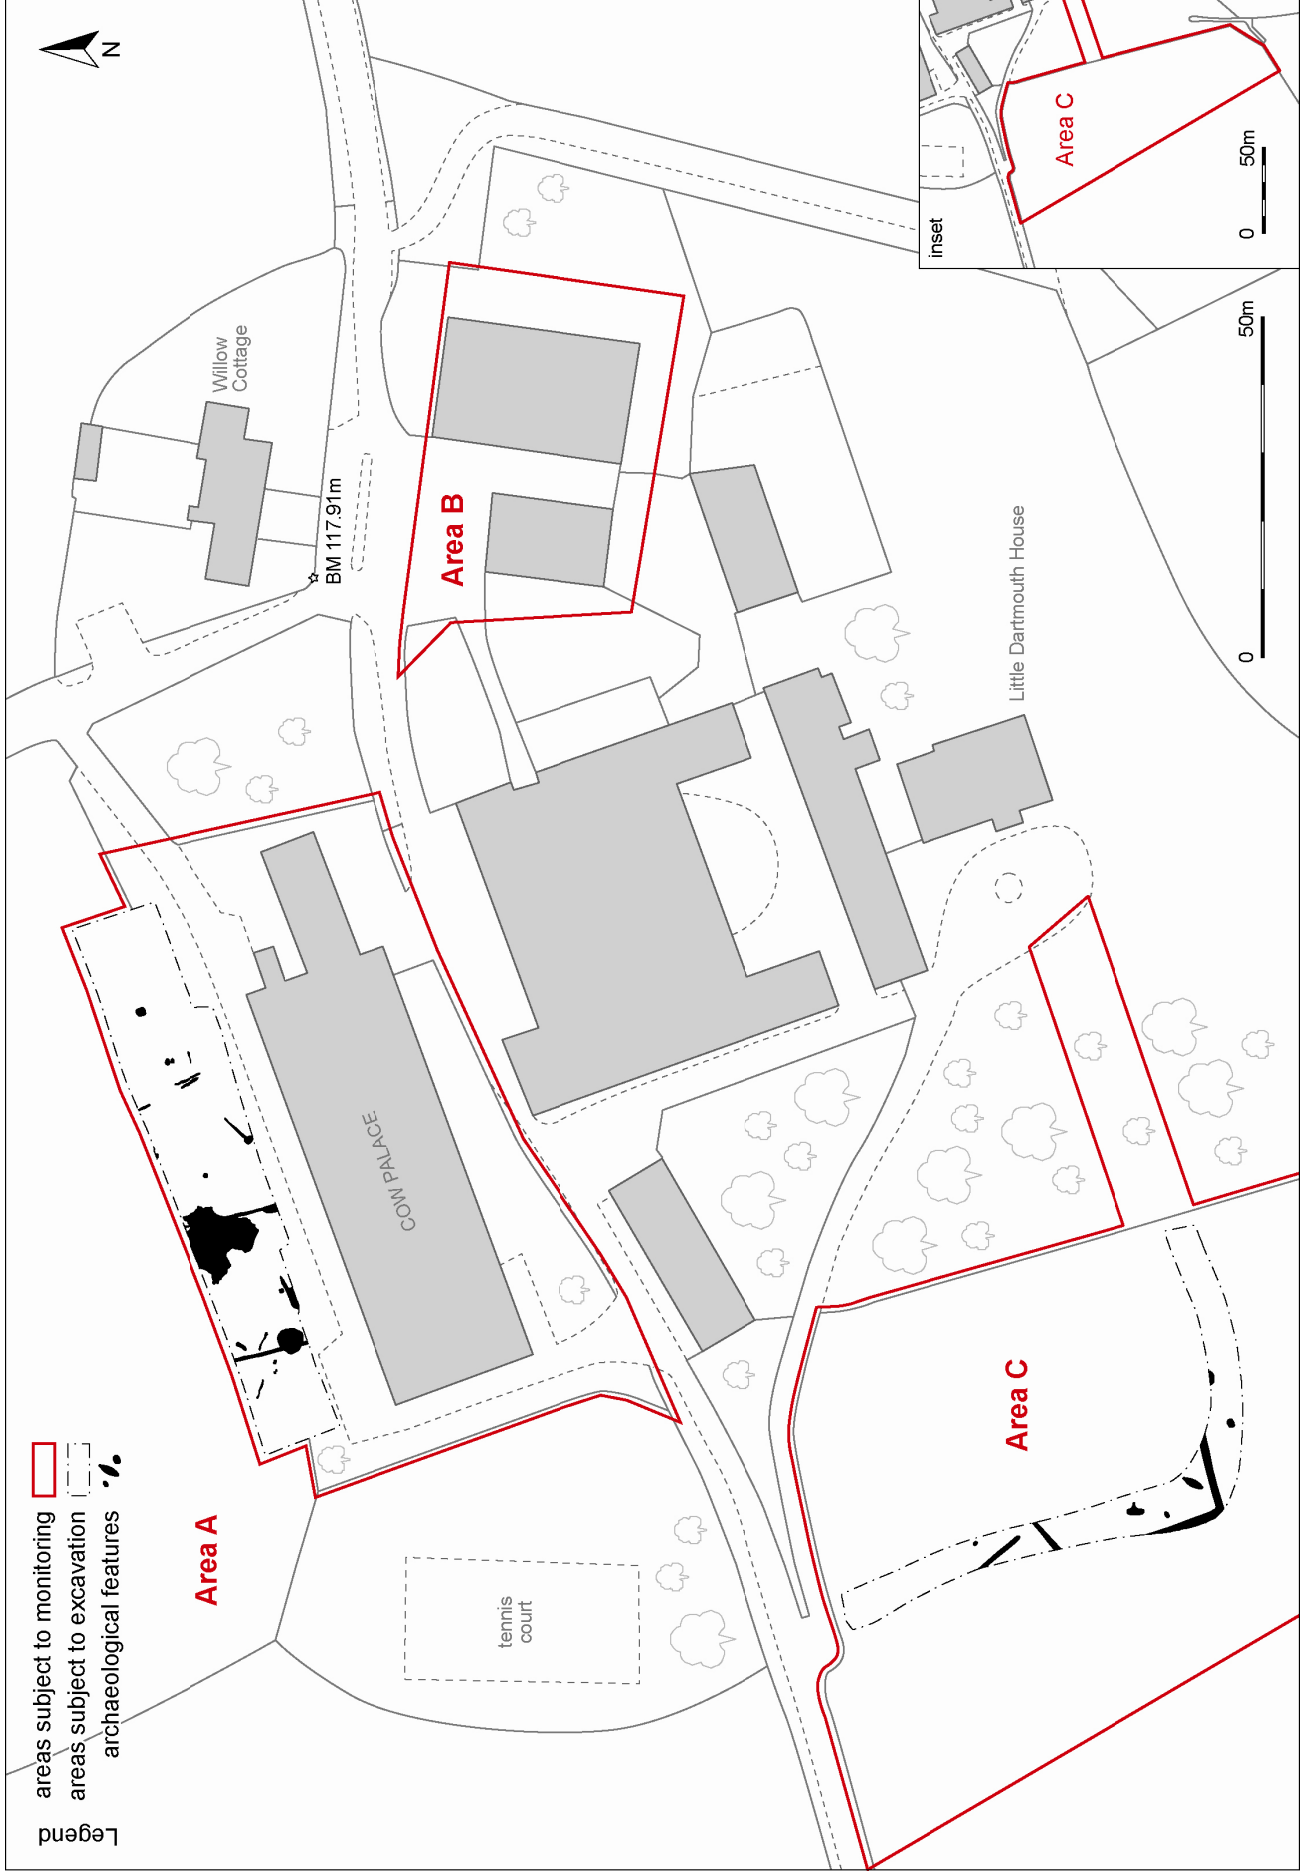 Legend
areas subject to monitoring
areas subject to excavation
archaeological features
N
Area A
Willow
Cottage
BM 117.91m
Area B
COW PALACE
tennis
court
Little Dartmouth House
Area C
0
50m
inset
Area C
0
50m